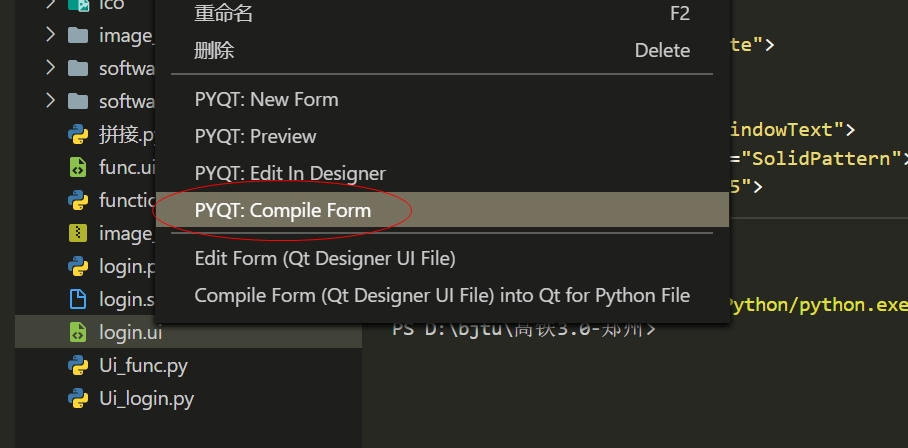 ico
image_
softwa
softwa
拼接.p
func.ui
functio
image_
login.p
login.s
login.ui
Ui_func.py
Ui_login.py
重命名 F2
删除 Delete
PYQT: New Form
PYQT: Preview
PYQT: Edit In Designer
PYQT: Compile Form
Edit Form (Qt Designer UI File)
Compile Form (Qt Designer UI File) into Qt for Python File
te">
indowText">
="SolidPattern">
5">
Python/python.exe
PS D:\bjtu\高铁3.0-郑州>